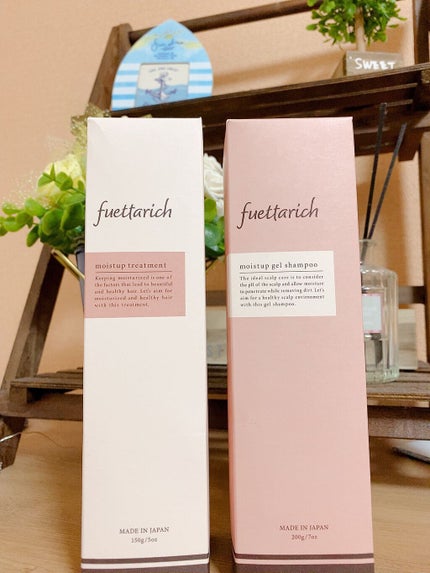 SWEET
fuettarich
moistup treatment
Keeping moisturized is one of
the factors that lead to beautiful
and healthy hair. Let's aim for
moisturized and healthy hair
with this treatment.
MADE IN JAPAN
150g/5oz
fuettarich
moistup gel shampoo
The ideal scalp care is to consider
the pH of the scalp and allow moisture
to penetrate while removing dirt. Let's
aim for a healthy scalp environment
with this gel shampoo.
MADE IN JAPAN
200g/7oz